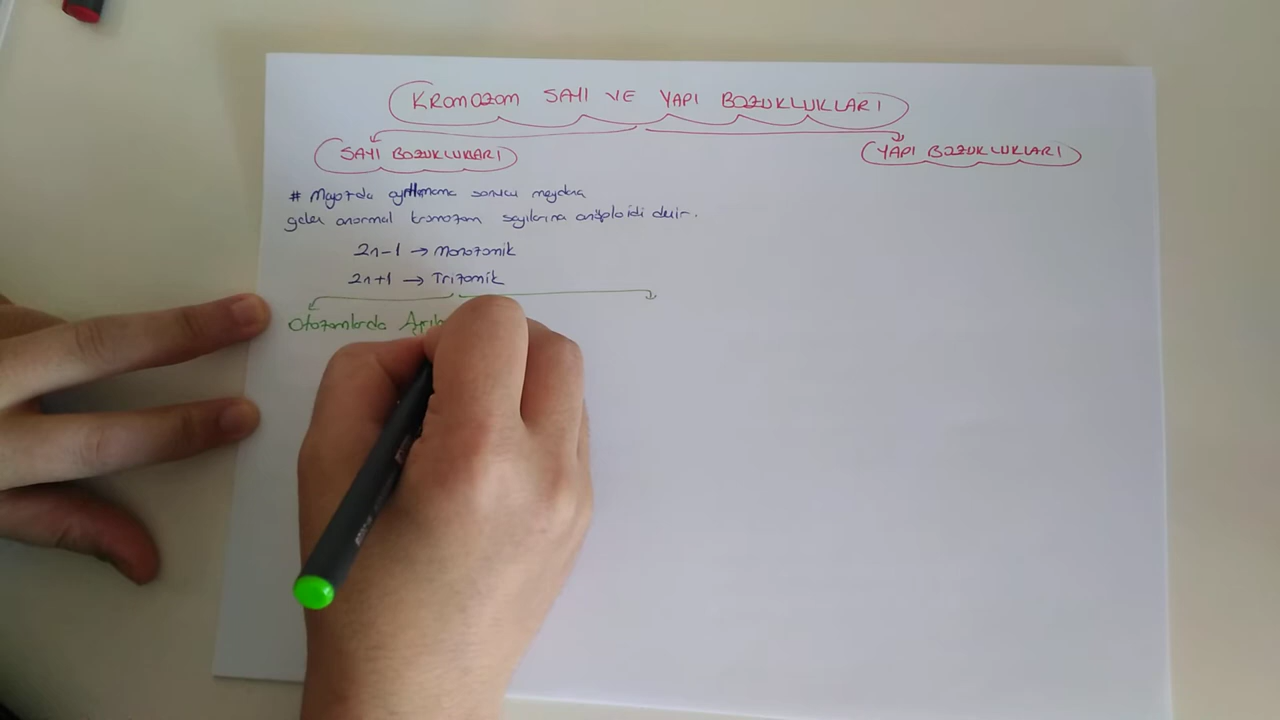 KROMOZOM SAYI VE YAPI BOZUKLUKLARI
SAYI BOZUKLUKLARI
YAPI BOZUKLUKLARI
# Mayozda ayrılmama sonucu meydana
gelen anormal kromozom sayılarına anöploidi denir.
2n-1 → Monozomik
2n+1 → Trizomik
Otozomlarda